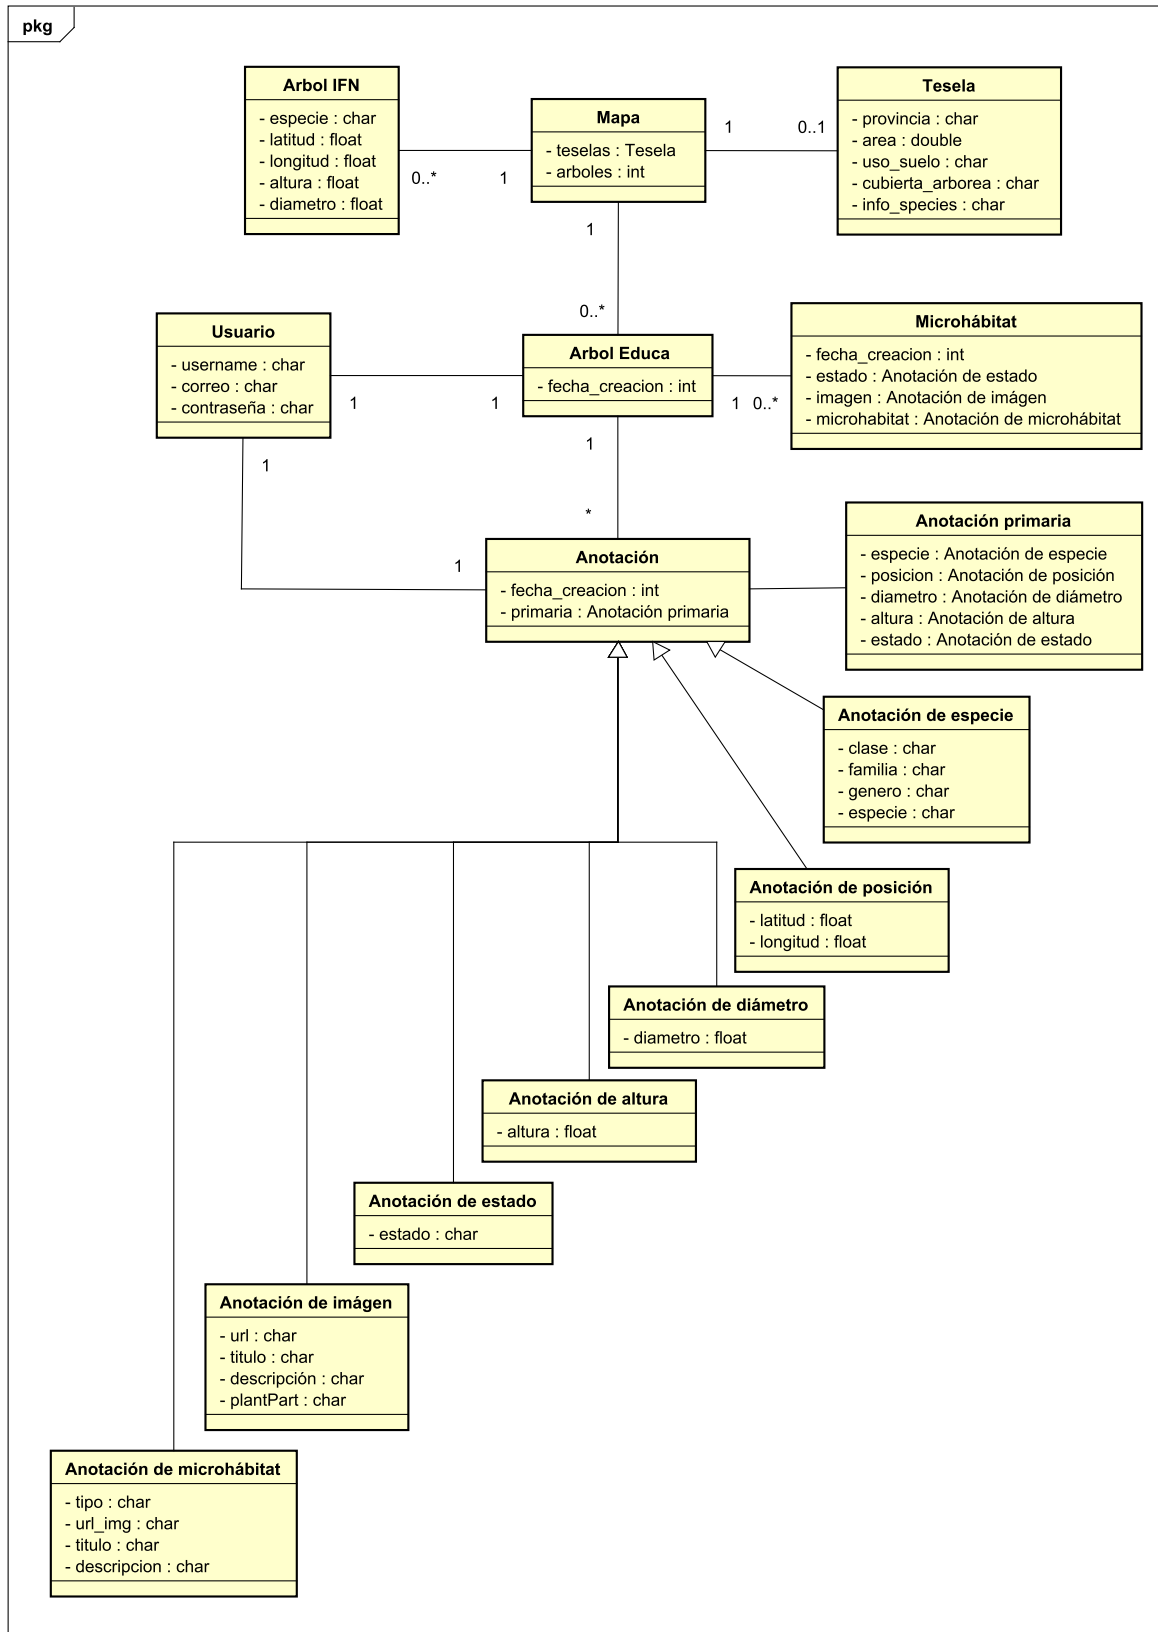 pkg
Arbol IFN
- especie : char
- latitud : float
- longitud : float
- altura : float
- diametro : float
0..*
1
Mapa
- teselas : Tesela
- arboles : int
1
0..1
Tesela
- provincia : char
- area : double
- uso_suelo : char
- cubierta_arborea : char
- info_species : char
1
0..*
Usuario
- username : char
- correo : char
- contraseña : char
1
1
Arbol Educa
- fecha_creacion : int
1
0..*
Microhábitat
- fecha_creacion : int
- estado : Anotación de estado
- imagen : Anotación de imágen
- microhabitat : Anotación de microhábitat
1
*
1
1
Anotación
- fecha_creacion : int
- primaria : Anotación primaria
Anotación primaria
- especie : Anotación de especie
- posicion : Anotación de posición
- diametro : Anotación de diámetro
- altura : Anotación de altura
- estado : Anotación de estado
Anotación de especie
- clase : char
- familia : char
- genero : char
- especie : char
Anotación de posición
- latitud : float
- longitud : float
Anotación de diámetro
- diametro : float
Anotación de altura
- altura : float
Anotación de estado
- estado : char
Anotación de imágen
- url : char
- titulo : char
- descripción : char
- plantPart : char
Anotación de microhábitat
- tipo : char
- url_img : char
- titulo : char
- descripcion : char